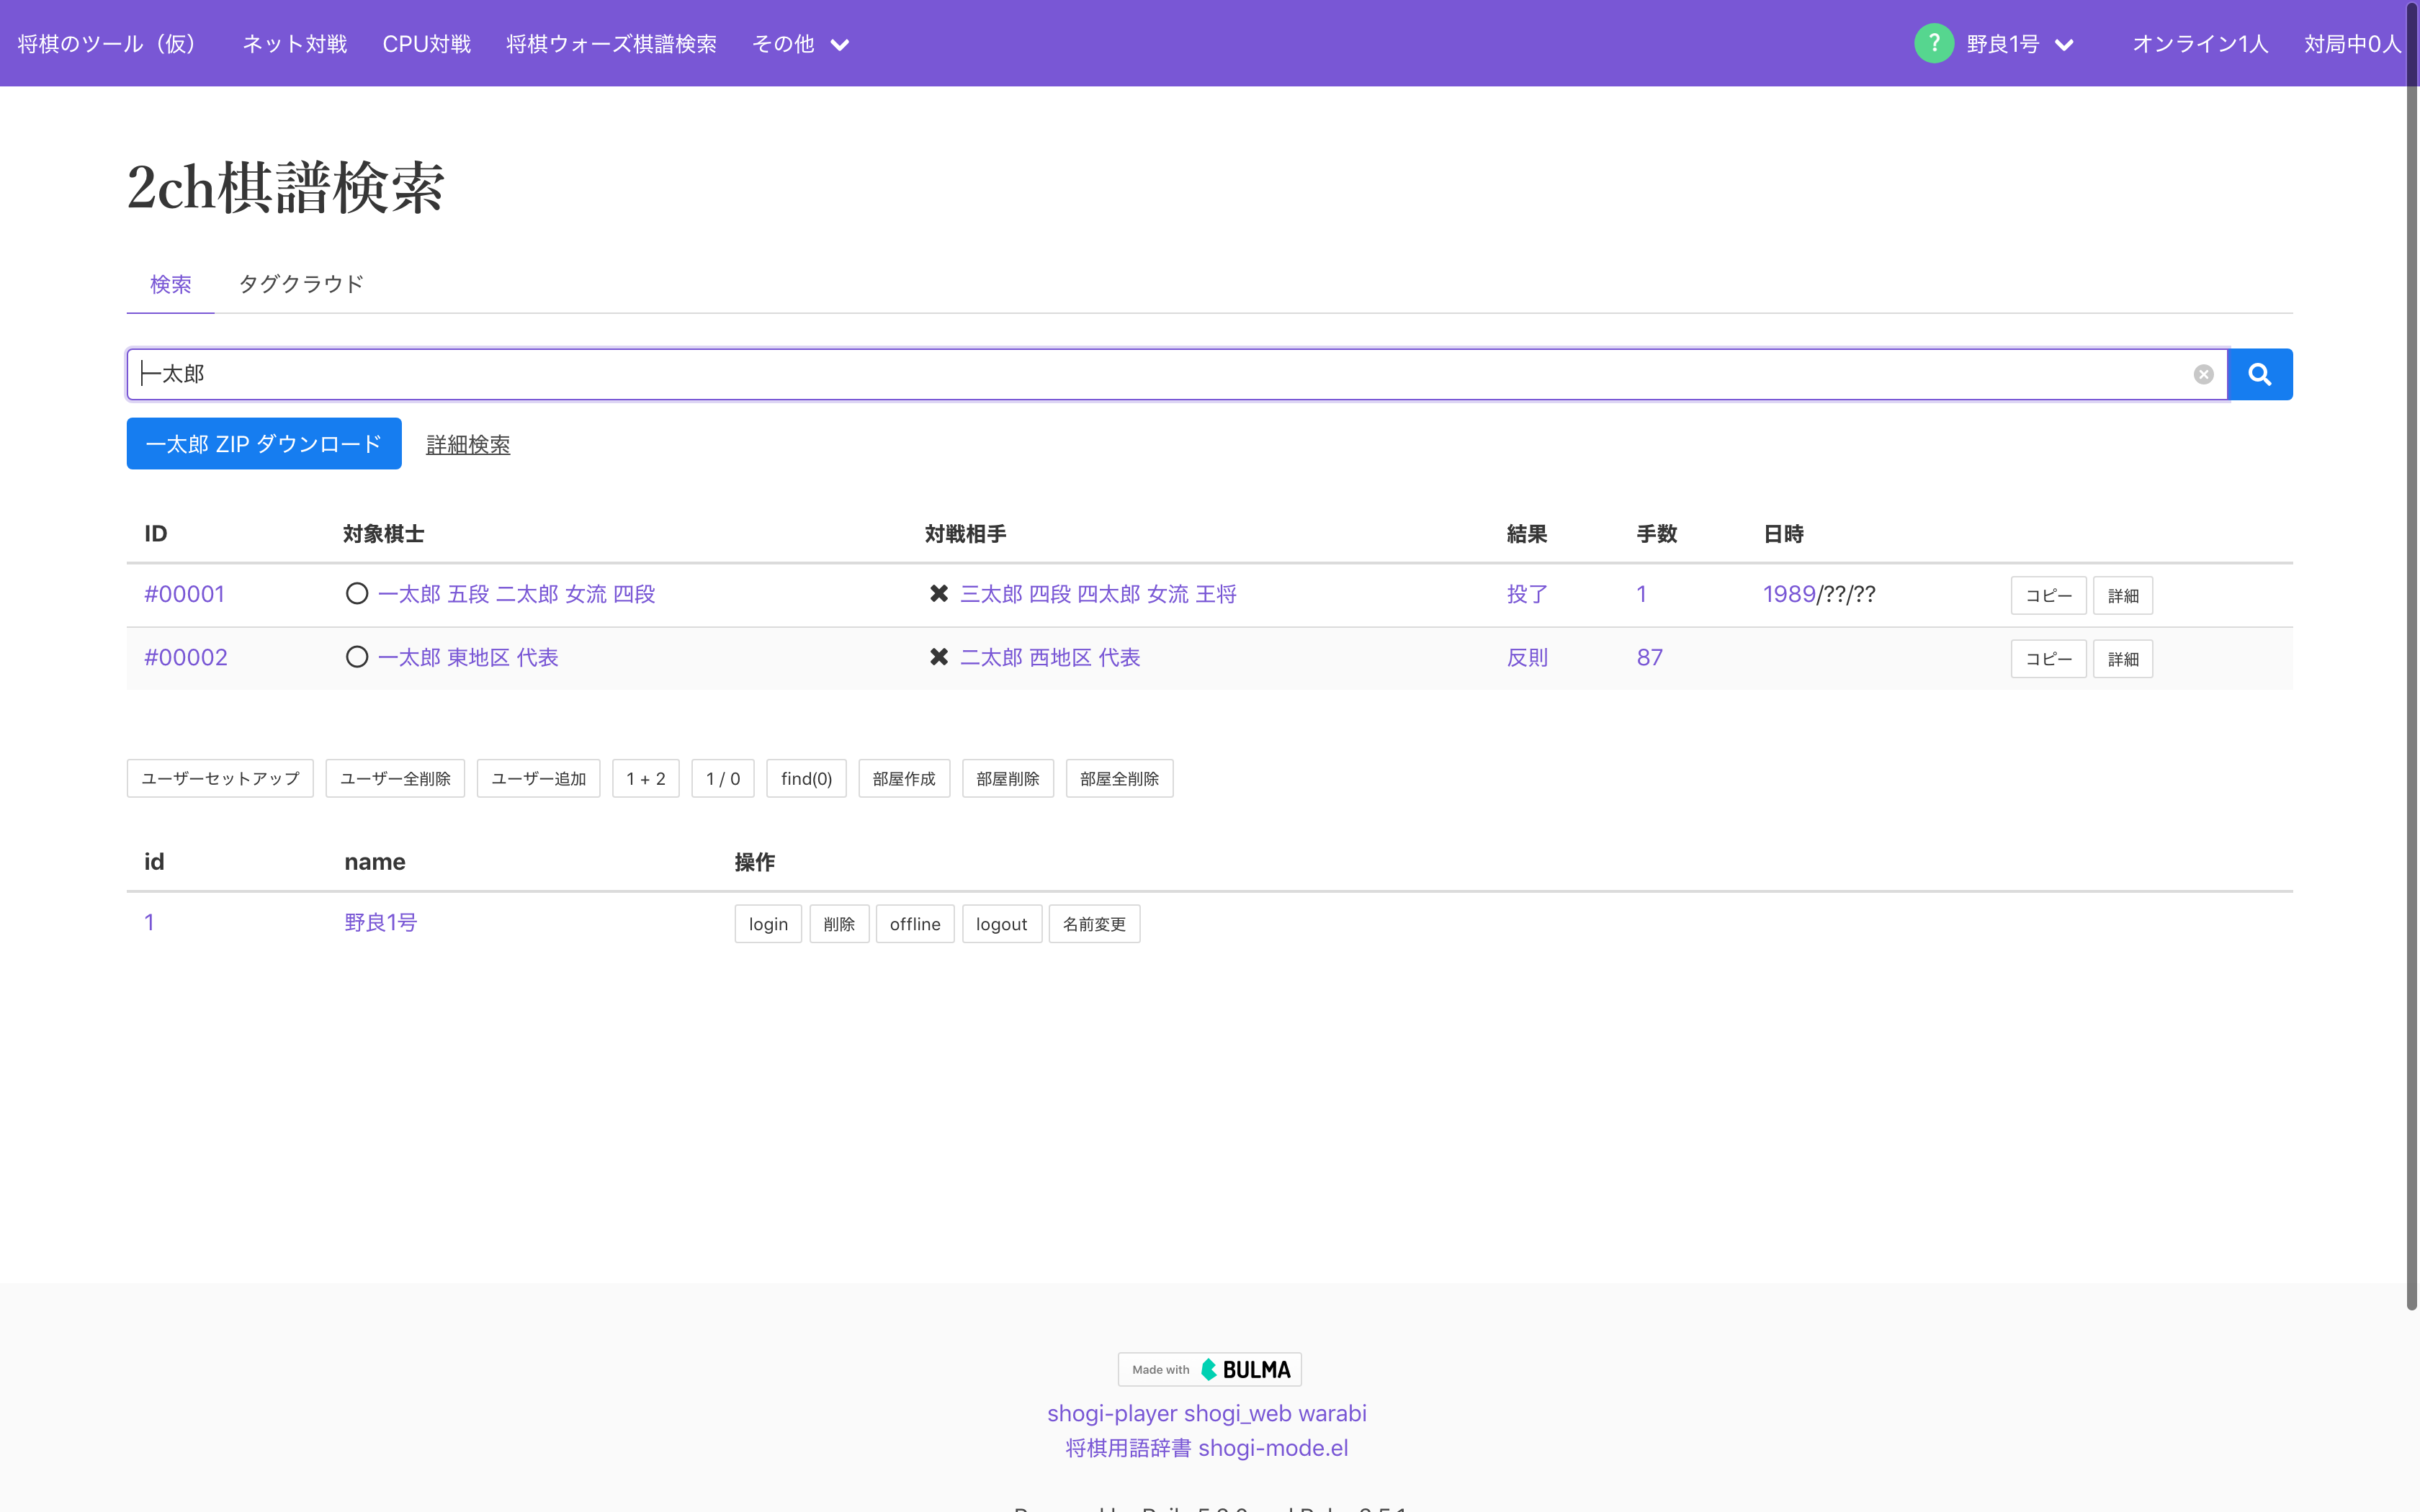 将棋のツール（仮） ネット対戦 CPU対戦 将棋ウォーズ棋譜検索 その他 ? 野良1号 オンライン1人 対局中0人
2ch棋譜検索
検索 タグクラウド
一太郎
一太郎 ZIP ダウンロード 詳細検索
ID 対象棋士 対戦相手 結果 手数 日時
#00001 一太郎 五段 二太郎 女流 四段 三太郎 四段 四太郎 女流 王将 投了 1 1989/??/?? コピー 詳細
#00002 一太郎 東地区 代表 二太郎 西地区 代表 反則 87 コピー 詳細
ユーザーセットアップ ユーザー全削除 ユーザー追加 1 + 2 1 / 0 find(0) 部屋作成 部屋削除 部屋全削除
id name 操作
1 野良1号 login 削除 offline logout 名前変更
Made with BULMA
shogi-player shogi_web warabi
将棋用語辞書 shogi-mode.el